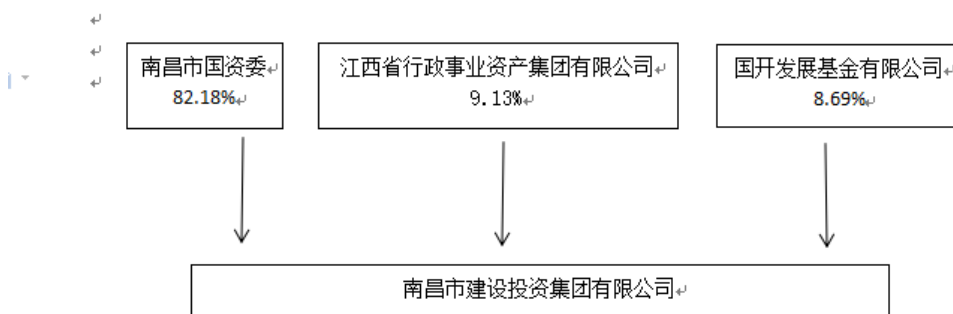 南昌市国资委
82.18%
江西省行政事业资产集团有限公司
9.13%
国开发展基金有限公司
8.69%
南昌市建设投资集团有限公司